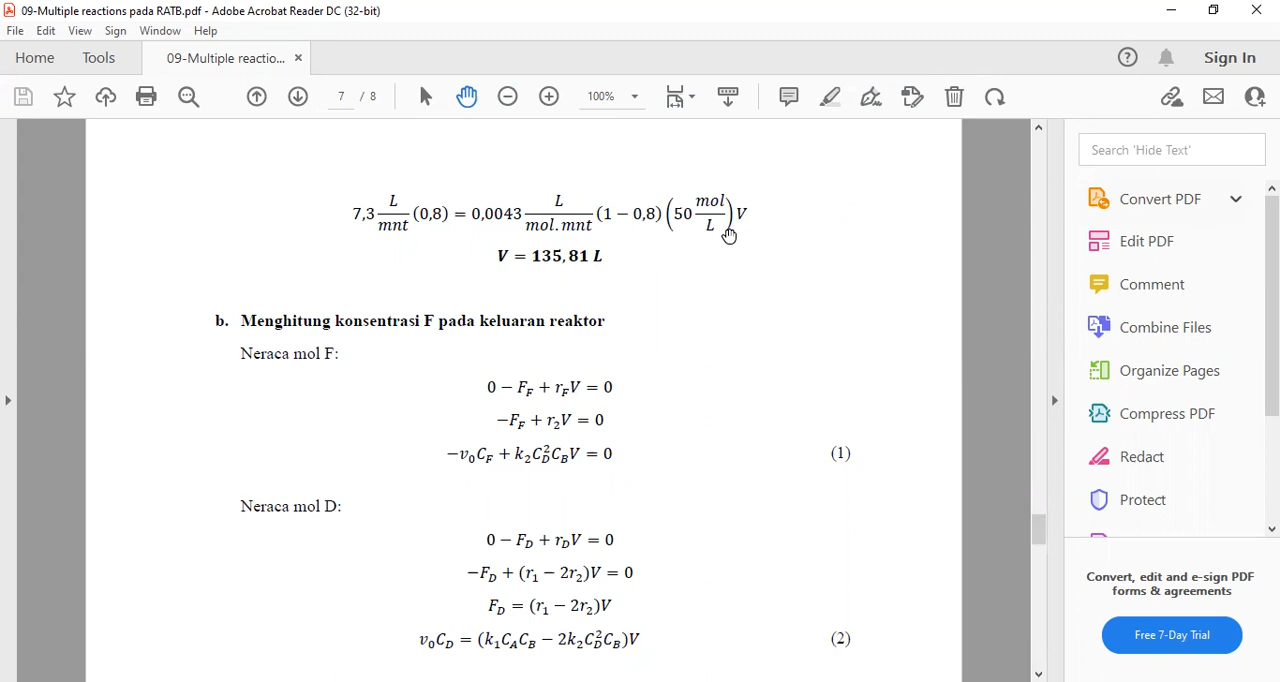 09-Multiple reactions pada RATB.pdf - Adobe Acrobat Reader DC (32-bit)
File Edit View Sign Window Help
Home Tools 09-Multiple reactio... × Sign In
7 / 8 100%
Search 'Hide Text'
7,3 L/mnt (0,8) = 0,0043 L/mol.mnt (1 − 0,8) (50 mol/L) V
V = 135,81 L
b. Menghitung konsentrasi F pada keluaran reaktor
Neraca mol F:
0 − F_F + r_F V = 0
−F_F + r_2 V = 0
−v_0 C_F + k_2 C_D^2 C_B V = 0 (1)
Neraca mol D:
0 − F_D + r_D V = 0
−F_D + (r_1 − 2r_2)V = 0
F_D = (r_1 − 2r_2)V
v_0 C_D = (k_1 C_A C_B − 2k_2 C_D^2 C_B)V (2)
Convert PDF
Edit PDF
Comment
Combine Files
Organize Pages
Compress PDF
Redact
Protect
Convert, edit and e-sign PDF
forms & agreements
Free 7-Day Trial